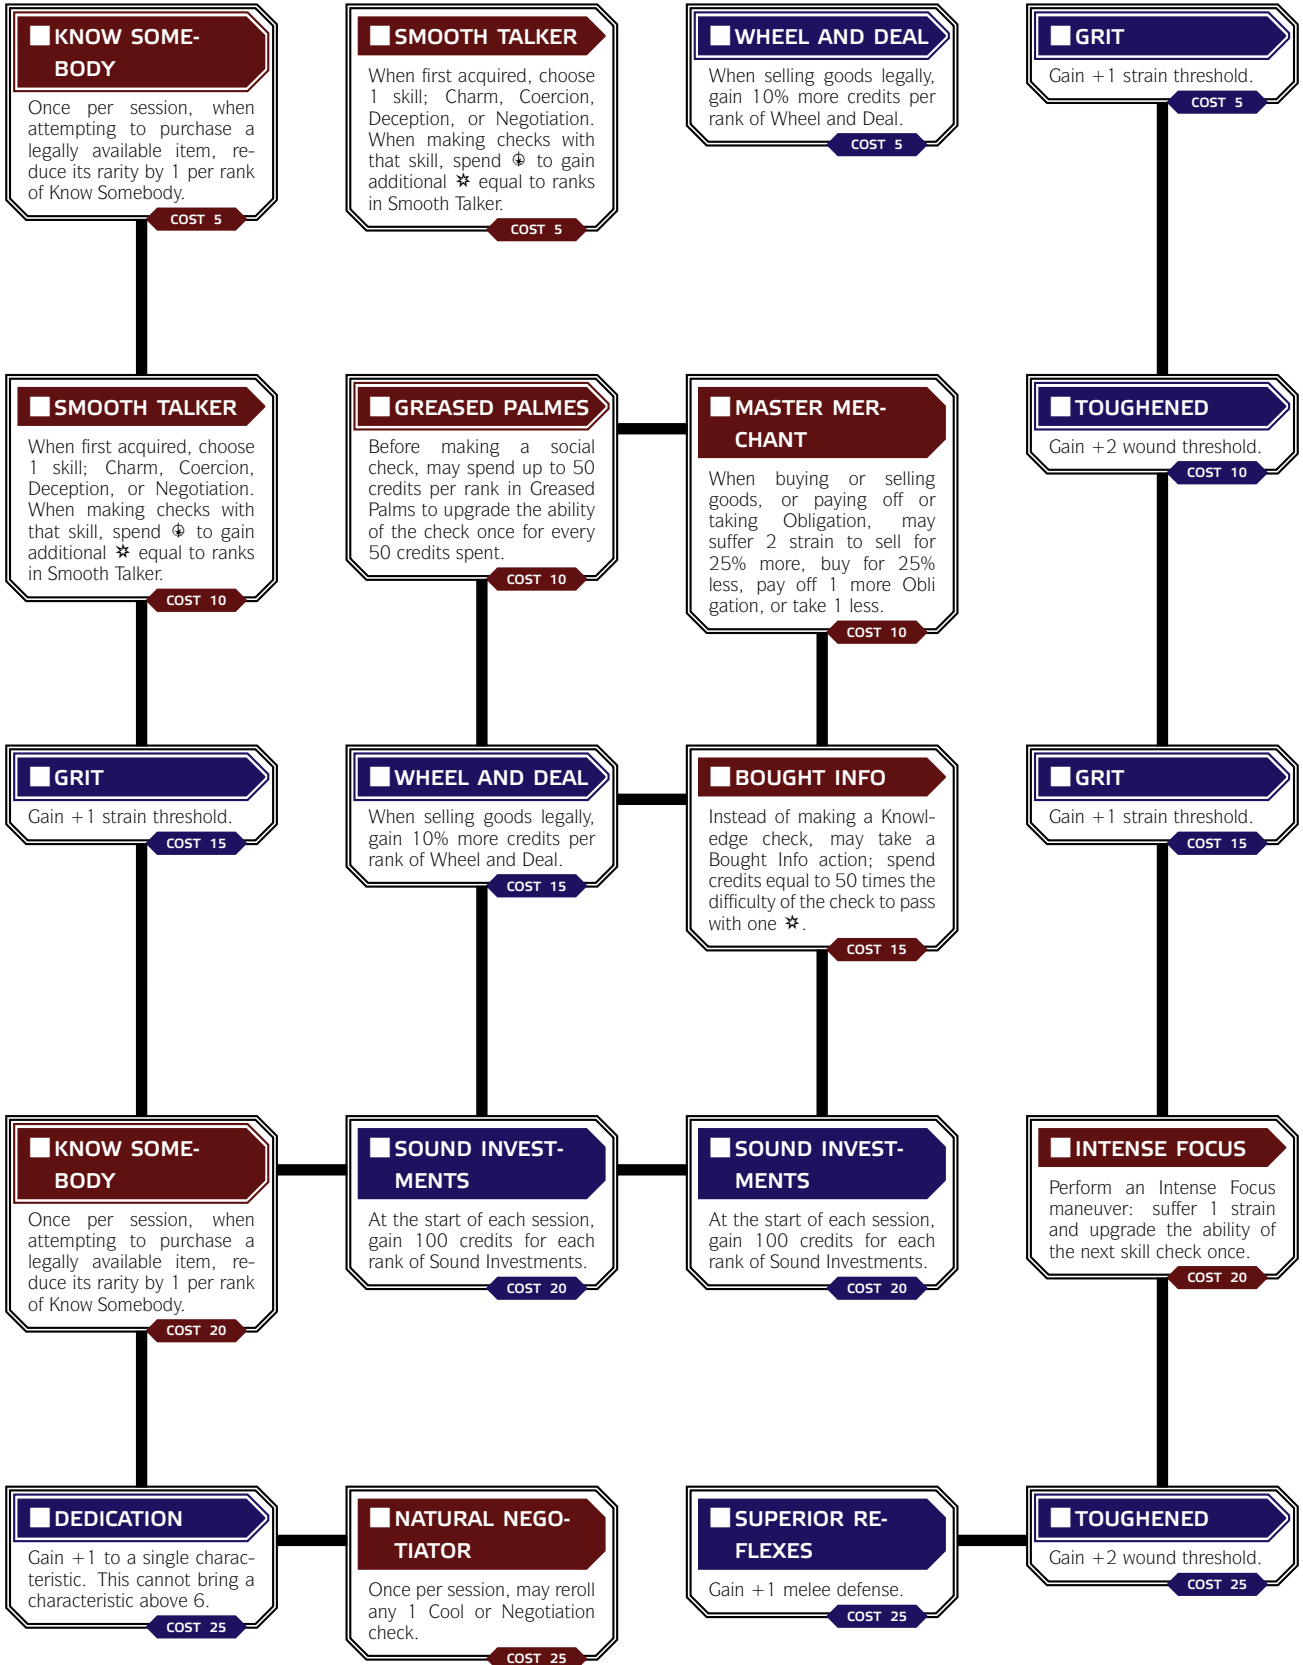 KNOW SOME-
BODY
Once per session, when
attempting to purchase a
legally available item, re-
duce its rarity by 1 per rank
of Know Somebody.
COST 5
SMOOTH TALKER
When first acquired, choose
1 skill; Charm, Coercion,
Deception, or Negotiation.
When making checks with
that skill, spend to gain
additional equal to ranks
in Smooth Talker.
COST 5
WHEEL AND DEAL
When selling goods legally,
gain 10% more credits per
rank of Wheel and Deal.
COST 5
GRIT
Gain +1 strain threshold.
COST 5
SMOOTH TALKER
When first acquired, choose
1 skill; Charm, Coercion,
Deception, or Negotiation.
When making checks with
that skill, spend to gain
additional equal to ranks
in Smooth Talker.
COST 10
GREASED PALMES
Before making a social
check, may spend up to 50
credits per rank in Greased
Palms to upgrade the ability
of the check once for every
50 credits spent.
COST 10
MASTER MER-
CHANT
When buying or selling
goods, or paying off or
taking Obligation, may
suffer 2 strain to sell for
25% more, buy for 25%
less, pay off 1 more Obli
gation, or take 1 less.
COST 10
TOUGHENED
Gain +2 wound threshold.
COST 10
GRIT
Gain +1 strain threshold.
COST 15
WHEEL AND DEAL
When selling goods legally,
gain 10% more credits per
rank of Wheel and Deal.
COST 15
BOUGHT INFO
Instead of making a Knowl-
edge check, may take a
Bought Info action; spend
credits equal to 50 times the
difficulty of the check to pass
with one .
COST 15
GRIT
Gain +1 strain threshold.
COST 15
KNOW SOME-
BODY
Once per session, when
attempting to purchase a
legally available item, re-
duce its rarity by 1 per rank
of Know Somebody.
COST 20
SOUND INVEST-
MENTS
At the start of each session,
gain 100 credits for each
rank of Sound Investments.
COST 20
SOUND INVEST-
MENTS
At the start of each session,
gain 100 credits for each
rank of Sound Investments.
COST 20
INTENSE FOCUS
Perform an Intense Focus
maneuver: suffer 1 strain
and upgrade the ability of
the next skill check once.
COST 20
DEDICATION
Gain +1 to a single charac-
teristic. This cannot bring a
characteristic above 6.
COST 25
NATURAL NEGO-
TIATOR
Once per session, may reroll
any 1 Cool or Negotiation
check.
COST 25
SUPERIOR RE-
FLEXES
Gain +1 melee defense.
COST 25
TOUGHENED
Gain +2 wound threshold.
COST 25